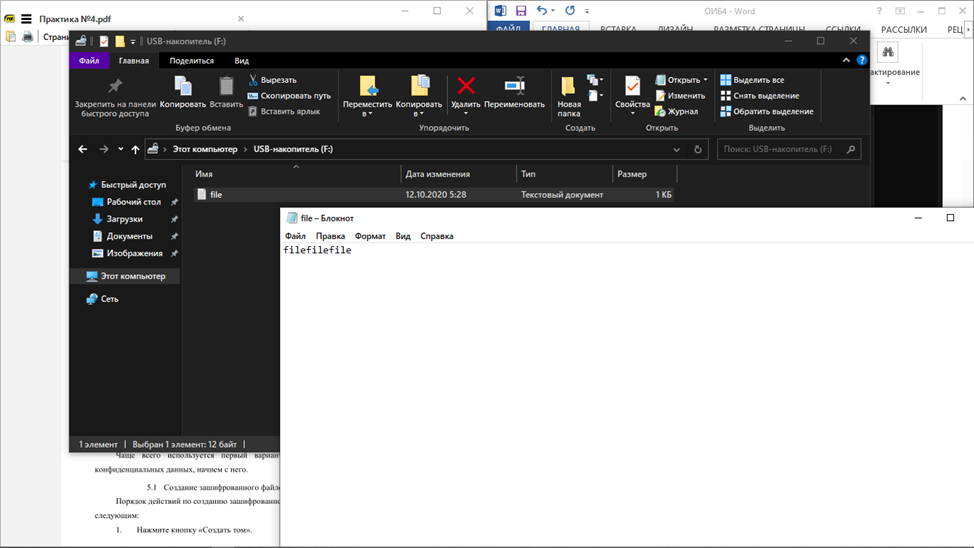 Практика №4.pdf
ОИБ4 - Word
ФАЙЛ ГЛАВНАЯ ВСТАВКА ДИЗАЙН РАЗМЕТКА СТРАНИЦЫ ССЫЛКИ РАССЫЛКИ РЕЦ
Страни
USB-накопитель (F:)
Файл Главная Поделиться Вид
Закрепить на панели быстрого доступа
Копировать
Вставить
Вырезать
Скопировать путь
Вставить ярлык
Переместить в
Копировать в
Удалить
Переименовать
Новая папка
Свойства
Открыть
Изменить
Журнал
Выделить все
Снять выделение
Обратить выделение
актирование
Буфер обмена Упорядочить Создать Открыть Выделить
Этот компьютер USB-накопитель (F:)
Поиск: USB-накопитель (F:)
Имя Дата изменения Тип Размер
file 12.10.2020 5:28 Текстовый документ 1 КБ
Быстрый доступ
Рабочий стол
Загрузки
Документы
Изображения
Этот компьютер
Сеть
1 элемент Выбран 1 элемент: 12 байт
file – Блокнот
Файл Правка Формат Вид Справка
filefilefile
Чаще всего используется первый вариант
конфиденциальных данных, начнем с него.
5.1 Создание зашифрованного файло
Порядок действий по созданию зашифрованно
следующим:
1. Нажмите кнопку «Создать том».